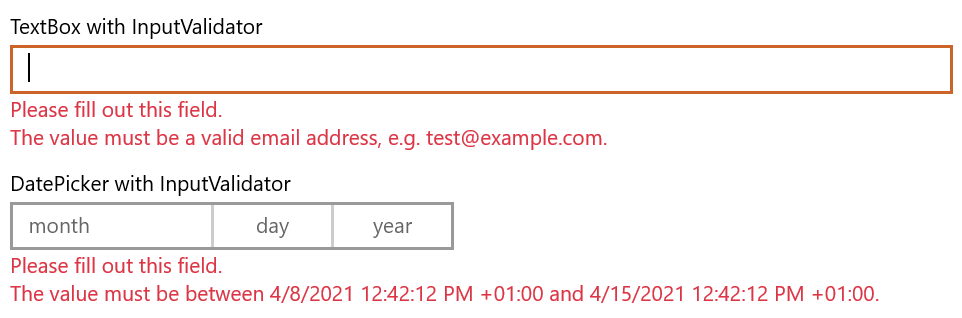 TextBox with InputValidator
Please fill out this field.
The value must be a valid email address, e.g. test@example.com.
DatePicker with InputValidator
month day year
Please fill out this field.
The value must be between 4/8/2021 12:42:12 PM +01:00 and 4/15/2021 12:42:12 PM +01:00.